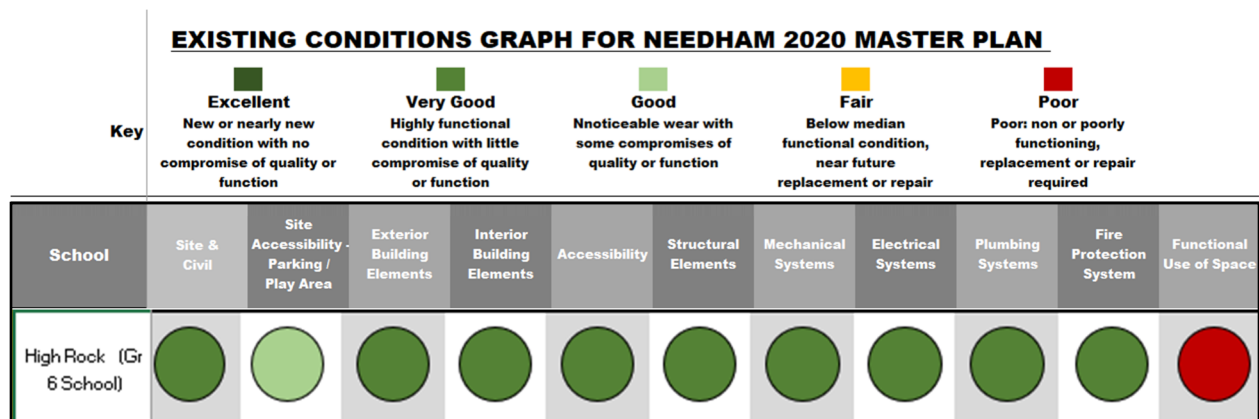 EXISTING CONDITIONS GRAPH FOR NEEDHAM 2020 MASTER PLAN
Key
Excellent
New or nearly new
condition with no
compromise of quality or
function
Very Good
Highly functional
condition with little
compromise of quality
or function
Good
Nnoticeable wear with
some compromises of
quality or function
Fair
Below median
functional condition,
near future
replacement or repair
Poor
Poor: non or poorly
functioning,
replacement or repair
required
School
Site &
Civil
Site
Accessibility -
Parking /
Play Area
Exterior
Building
Elements
Interior
Building
Elements
Accessibility
Structural
Elements
Mechanical
Systems
Electrical
Systems
Plumbing
Systems
Fire
Protection
System
Functional
Use of Space
High Rock (Gr
6 School)